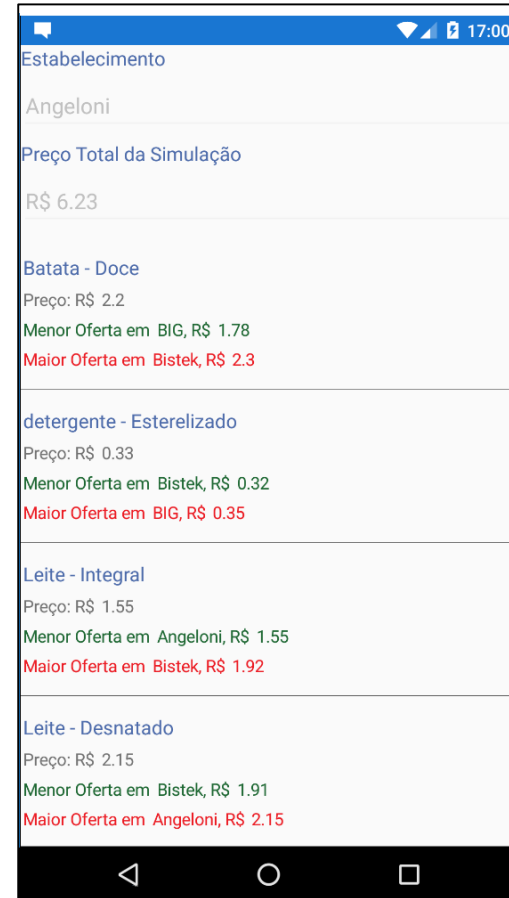 17:00
Estabelecimento
Angeloni
Preço Total da Simulação
R$ 6.23
Batata - Doce
Preço: R$ 2.2
Menor Oferta em BIG, R$ 1.78
Maior Oferta em Bistek, R$ 2.3
detergente - Esterelizado
Preço: R$ 0.33
Menor Oferta em Bistek, R$ 0.32
Maior Oferta em BIG, R$ 0.35
Leite - Integral
Preço: R$ 1.55
Menor Oferta em Angeloni, R$ 1.55
Maior Oferta em Bistek, R$ 1.92
Leite - Desnatado
Preço: R$ 2.15
Menor Oferta em Bistek, R$ 1.91
Maior Oferta em Angeloni, R$ 2.15